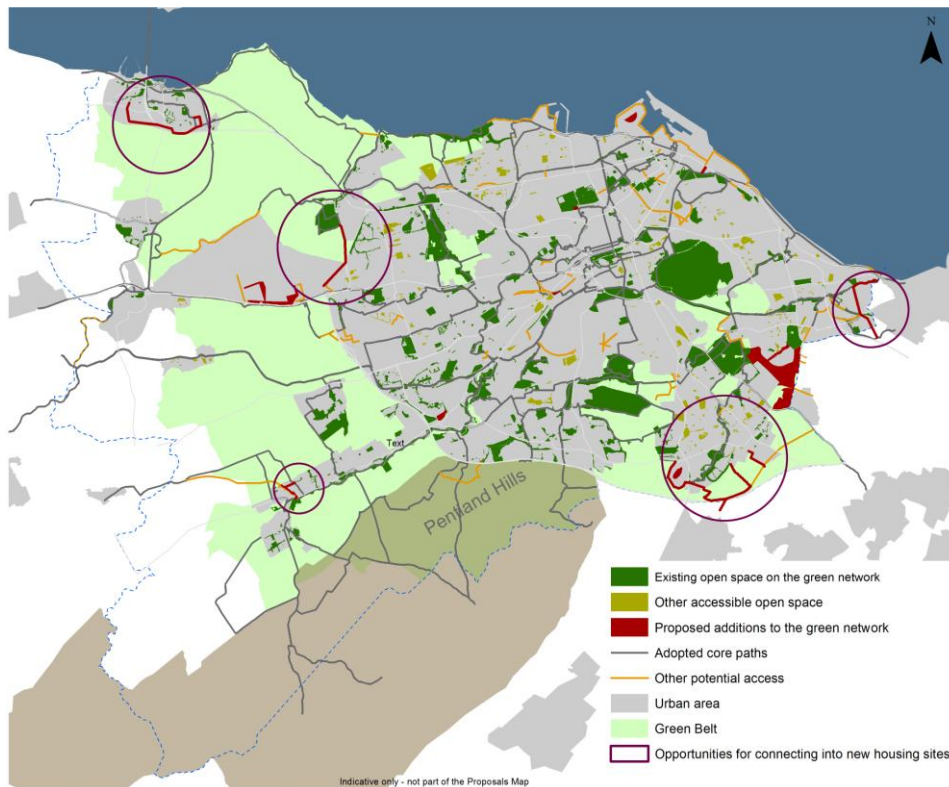 N
Text
Pentland Hills
Existing open space on the green network
Other accessible open space
Proposed additions to the green network
Adopted core paths
Other potential access
Urban area
Green Belt
Opportunities for connecting into new housing sites
Indicative only - not part of the Proposals Map